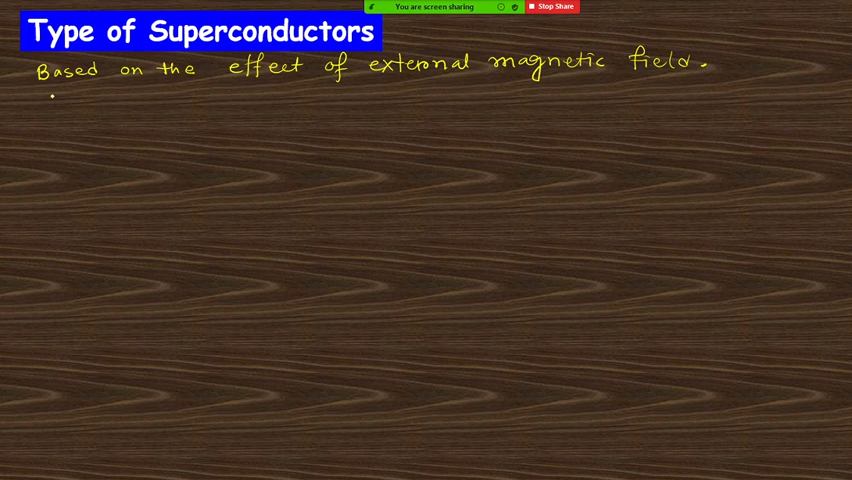 You are screen sharing
Stop Share
Type of Superconductors
Based on the effect of external magnetic field.